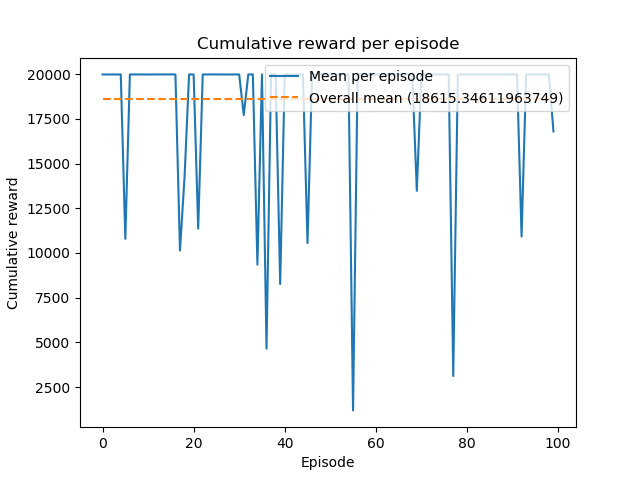 Cumulative reward per episode
Mean per episode
Overall mean (18615.34611963749)
Cumulative reward
20000
17500
15000
12500
10000
7500
5000
2500
0 20 40 60 80 100
Episode